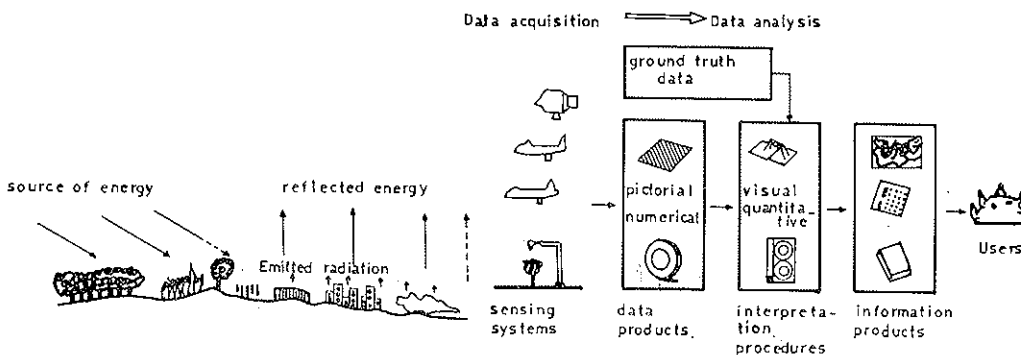 Data acquisition
Data analysis
ground truth
data
source of energy
reflected energy
Emitted radiation
pictorial
numerical
visual
quantita-
tive
Users
sensing
systems
data
products.
interpreta-
tion
procedures
information
products